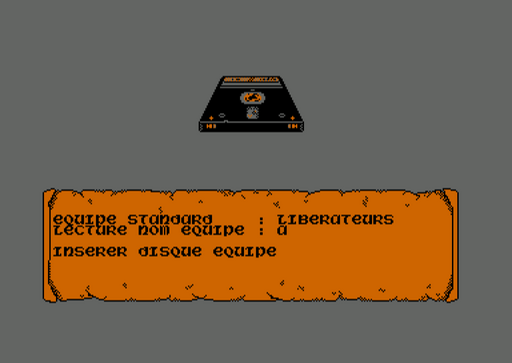 equipe standard : LIBERATEURS
Lecture nom equipe : a
inserer disque equipe